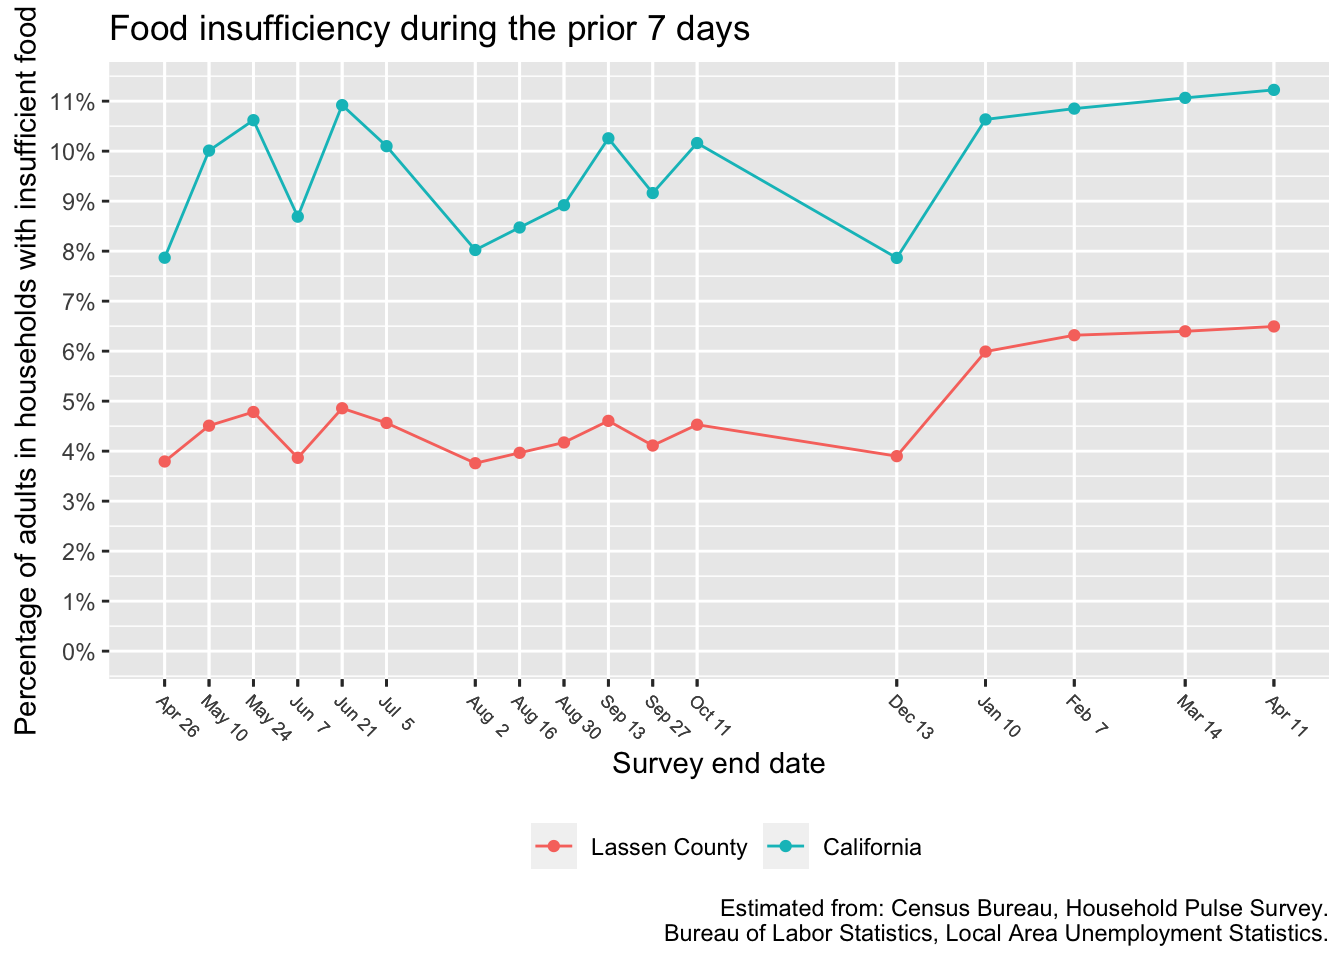 Food insufficiency during the prior 7 days
Percentage of adults in households with insufficient food
11%
10%
9%
8%
7%
6%
5%
4%
3%
2%
1%
0%
Apr 26
May 10
May 24
Jun 7
Jun 21
Jul 5
Aug 2
Aug 16
Aug 30
Sep 13
Sep 27
Oct 11
Dec 13
Jan 10
Feb 7
Mar 14
Apr 11
Survey end date
Lassen County
California
Estimated from: Census Bureau, Household Pulse Survey.
Bureau of Labor Statistics, Local Area Unemployment Statistics.